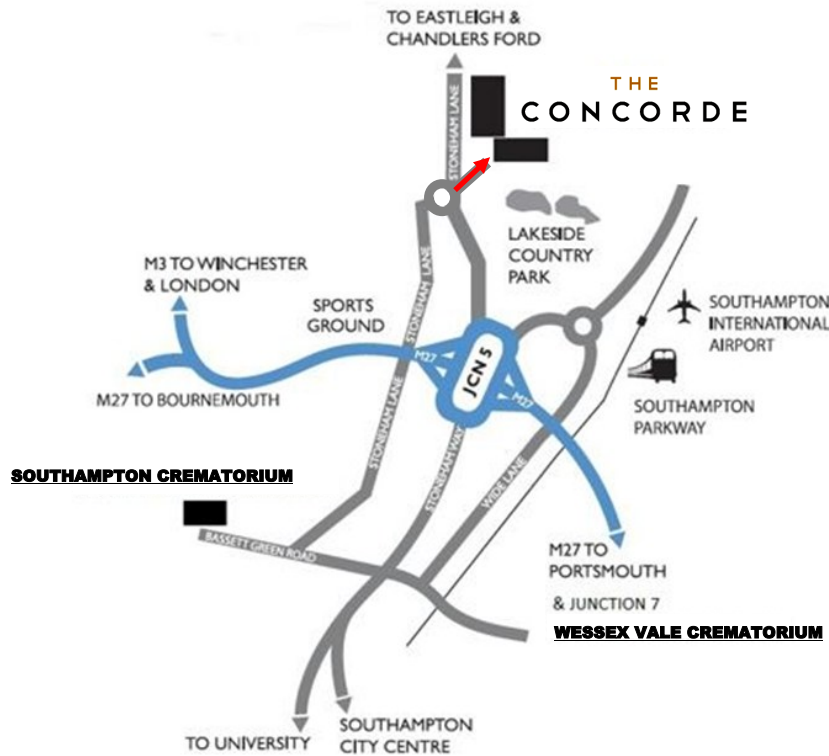 TO EASTLEIGH &
CHANDLERS FORD
THE
CONCORDE
STONEHAM LANE
LAKESIDE
COUNTRY
PARK
M3 TO WINCHESTER
& LONDON
SPORTS
GROUND
STONEHAM LANE
SOUTHAMPTON
INTERNATIONAL
AIRPORT
M27
JCN 5
M27
M27 TO BOURNEMOUTH
SOUTHAMPTON
PARKWAY
STONEHAM LANE
STONEHAM WAY
WIDE LANE
SOUTHAMPTON CREMATORIUM
BASSETT GREEN ROAD
M27 TO
PORTSMOUTH
& JUNCTION 7
WESSEX VALE CREMATORIUM
TO UNIVERSITY
SOUTHAMPTON
CITY CENTRE